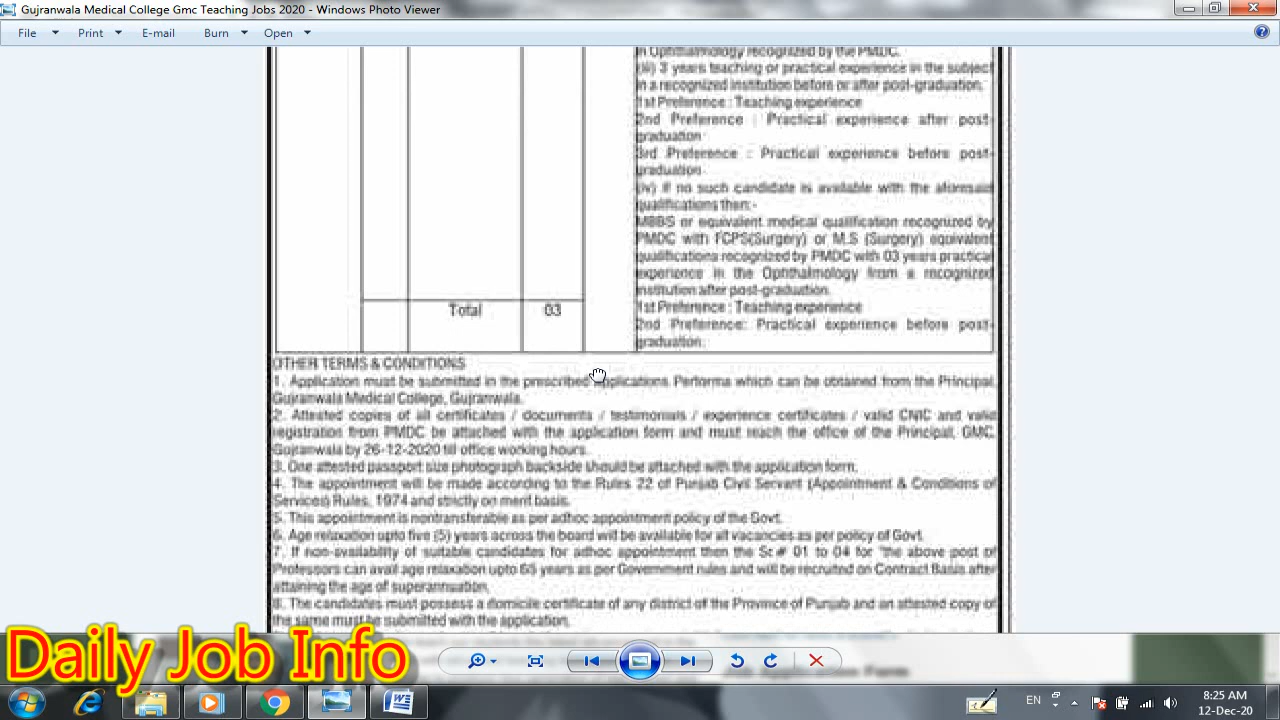 Gujranwala Medical College Gmc Teaching Jobs 2020 - Windows Photo Viewer
File Print E-mail Burn Open
in Ophthalmology recognized by the PMDC.
(iii) 3 years teaching or practical experience in the subject
in a recognized institution before or after post-graduation.
1st Preference : Teaching experience
2nd Preference : Practical experience after post-
graduation
3rd Preference : Practical experience before post-
graduation
(iv) If no such candidate is available with the aforesaid
qualifications then:-
MBBS or equivalent medical qualification recognized by
PMDC with FCPS(Surgery) or M.S (Surgery) equivalent
qualifications recognized by PMDC with 03 years practical
experience in the Ophthalmology from a recognized
institution after post-graduation.
Total 03
1st Preference : Teaching experience
2nd Preference: Practical experience before post-
graduation.
OTHER TERMS & CONDITIONS
1. Application must be submitted in the prescribed applications Performa which can be obtained from the Principal,
Gujranwala Medical College, Gujranwala.
2. Attested copies of all certificates / documents / testimonials / experience certificates / valid CNIC and valid
registration from PMDC be attached with the application form and must reach the office of the Principal, GMC,
Gujranwala by 26-12-2020 till office working hours.
3. One attested passport size photograph backside should be attached with the application form.
4. The appointment will be made according to the Rules 22 of Punjab Civil Servant (Appointment & Conditions of
Services) Rules, 1974 and strictly on merit basis.
5. This appointment is nontransferable as per adhoc appointment policy of the Govt.
6. Age relaxation upto five (5) years across the board will be available for all vacancies as per policy of Govt.
7. If non-availability of suitable candidates for adhoc appointment then the Sr.# 01 to 04 for "the above post of
Professors can avail age relaxation upto 65 years as per Government rules and will be recruited on Contract Basis after
attaining the age of superannuation.
8. The candidates must possess a domicile certificate of any district of the Province of Punjab and an attested copy of
the same must be submitted with the application.
Daily Job Info
EN
8:25 AM
12-Dec-20